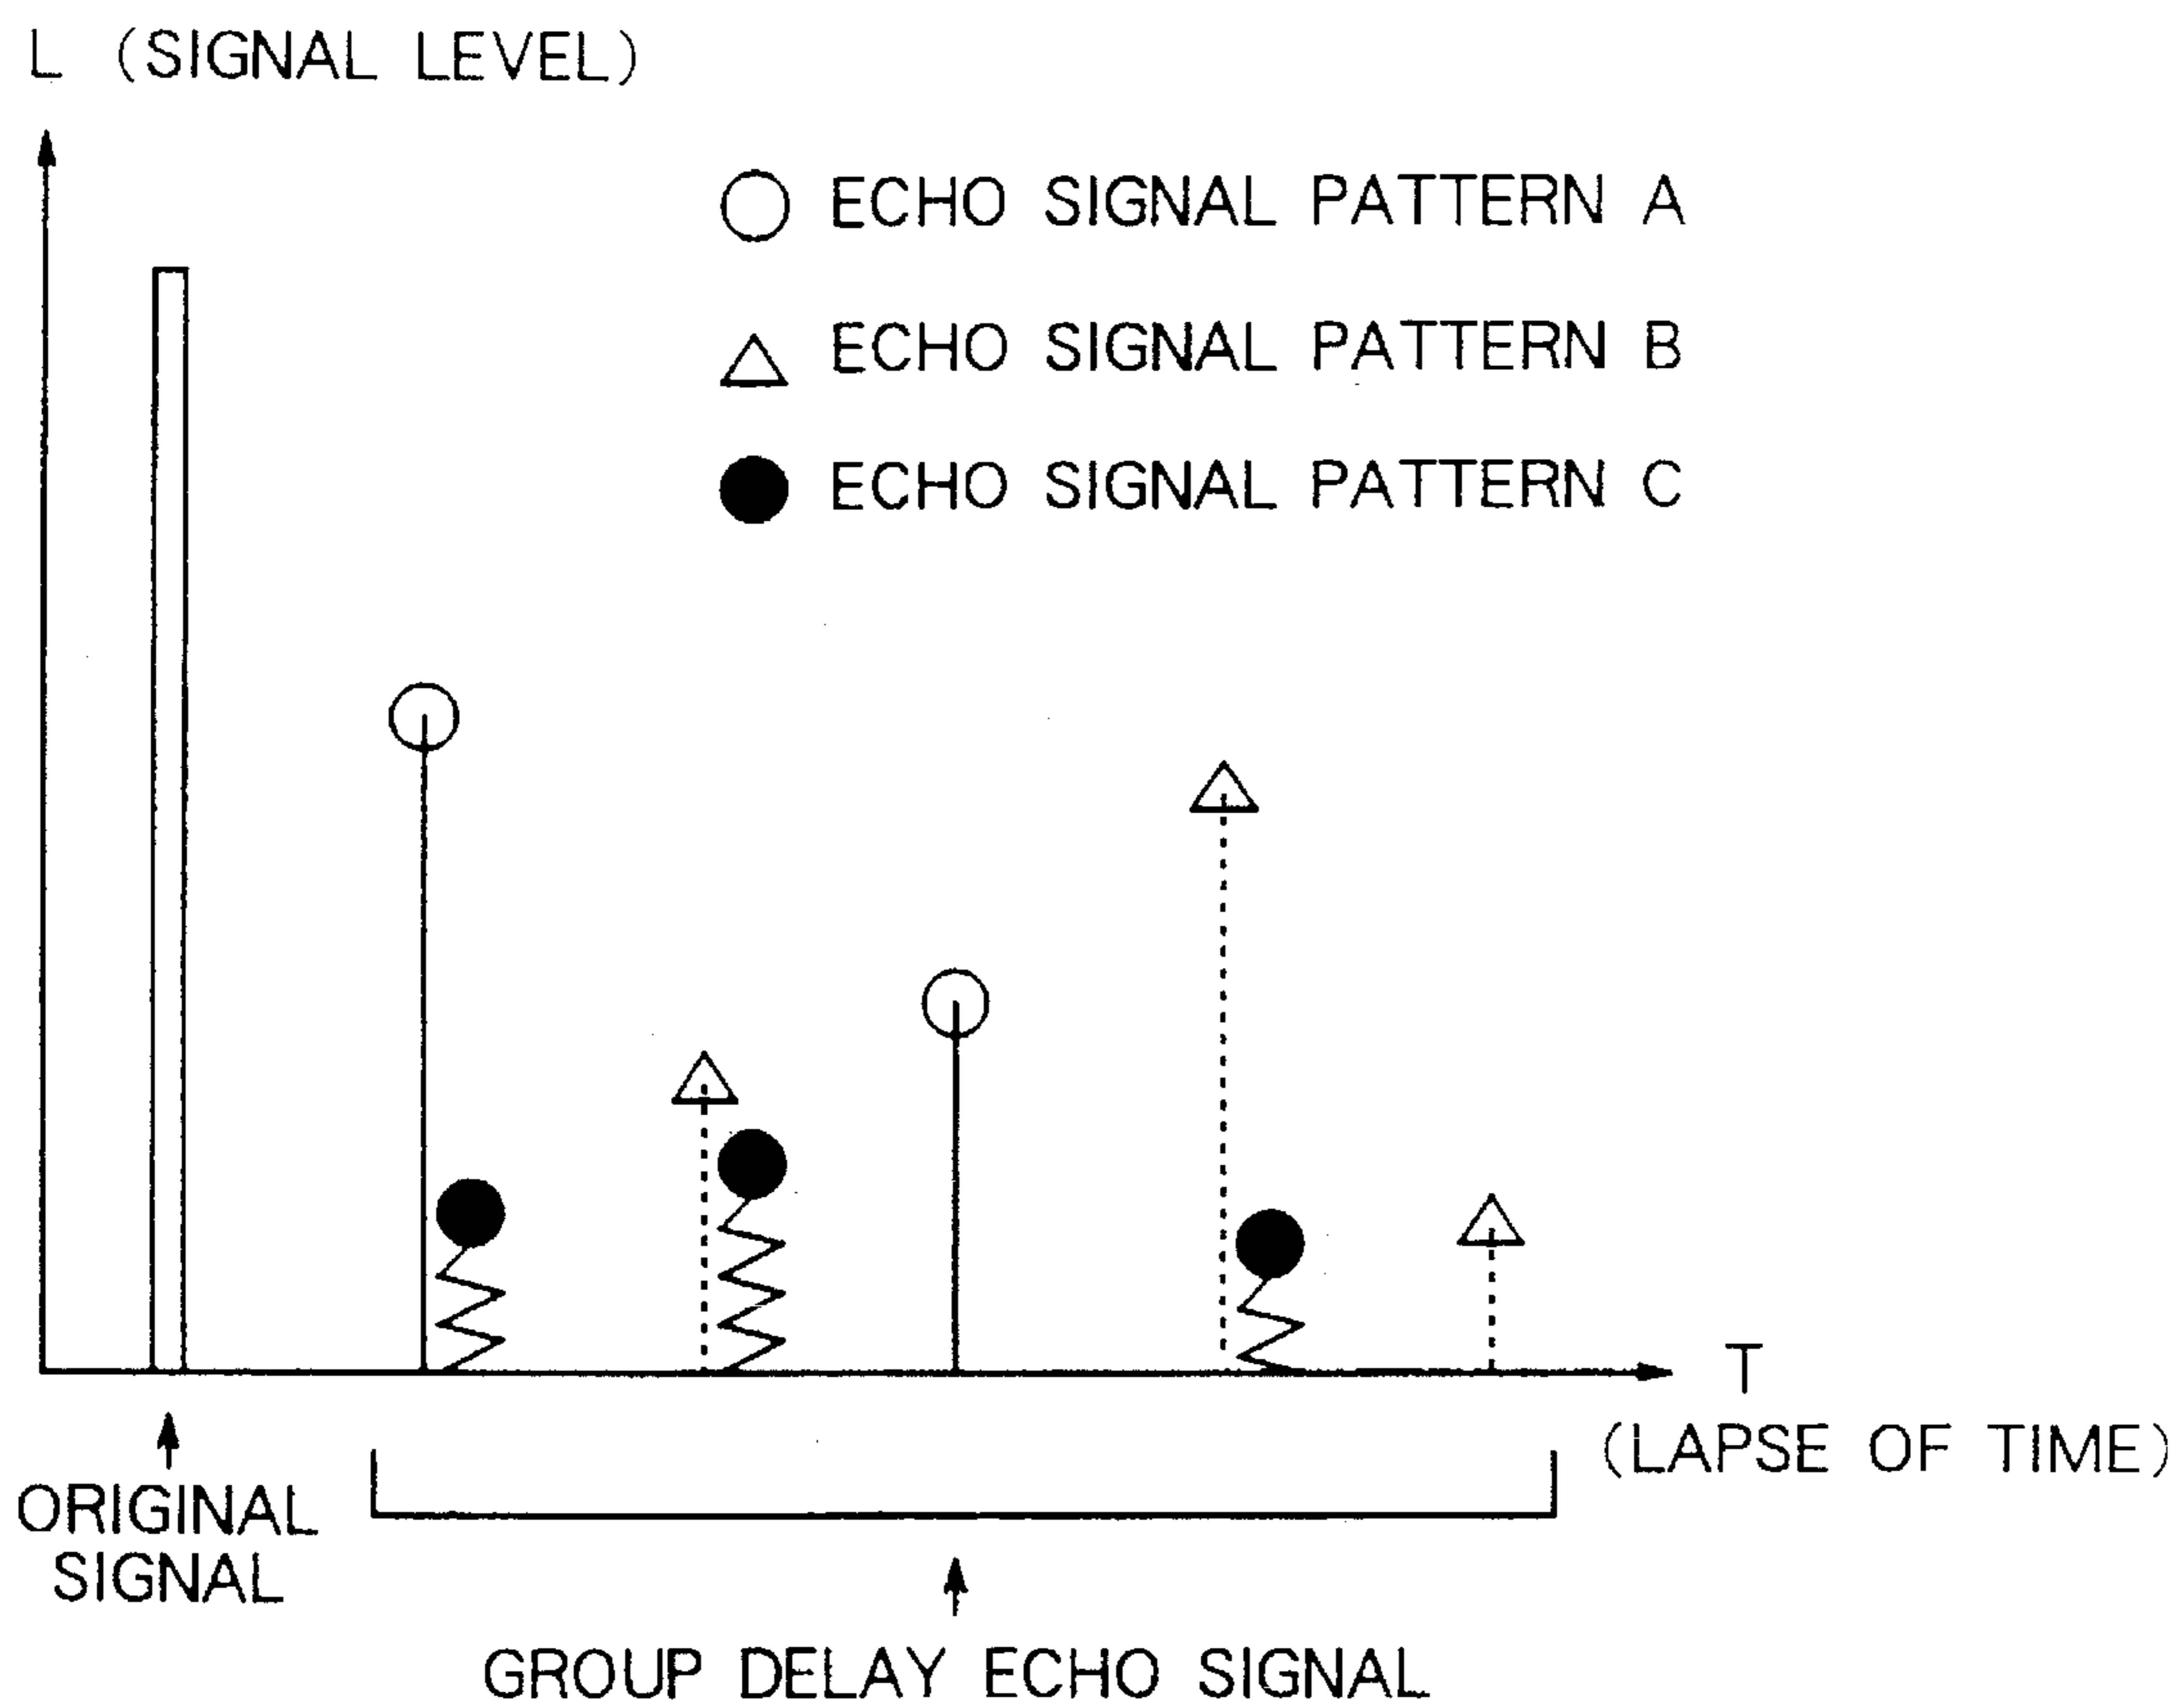 L (SIGNAL LEVEL)
ECHO SIGNAL PATTERN A
ECHO SIGNAL PATTERN B
ECHO SIGNAL PATTERN C
T
(LAPSE OF TIME)
ORIGINAL
SIGNAL
GROUP DELAY ECHO SIGNAL